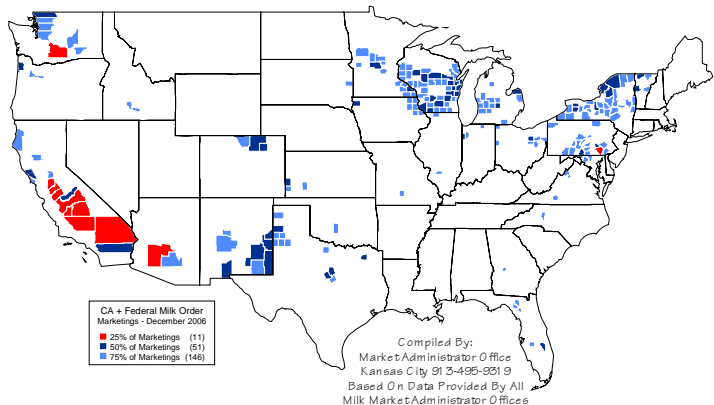 CA + Federal Milk Order
Marketings - December 2006
25% of Marketings (11)
50% of Marketings (51)
75% of Marketings (146)
Compiled By:
Market Administrator Office
Kansas City 913-495-9319
Based On Data Provided By All
Milk Market Administrator Offices